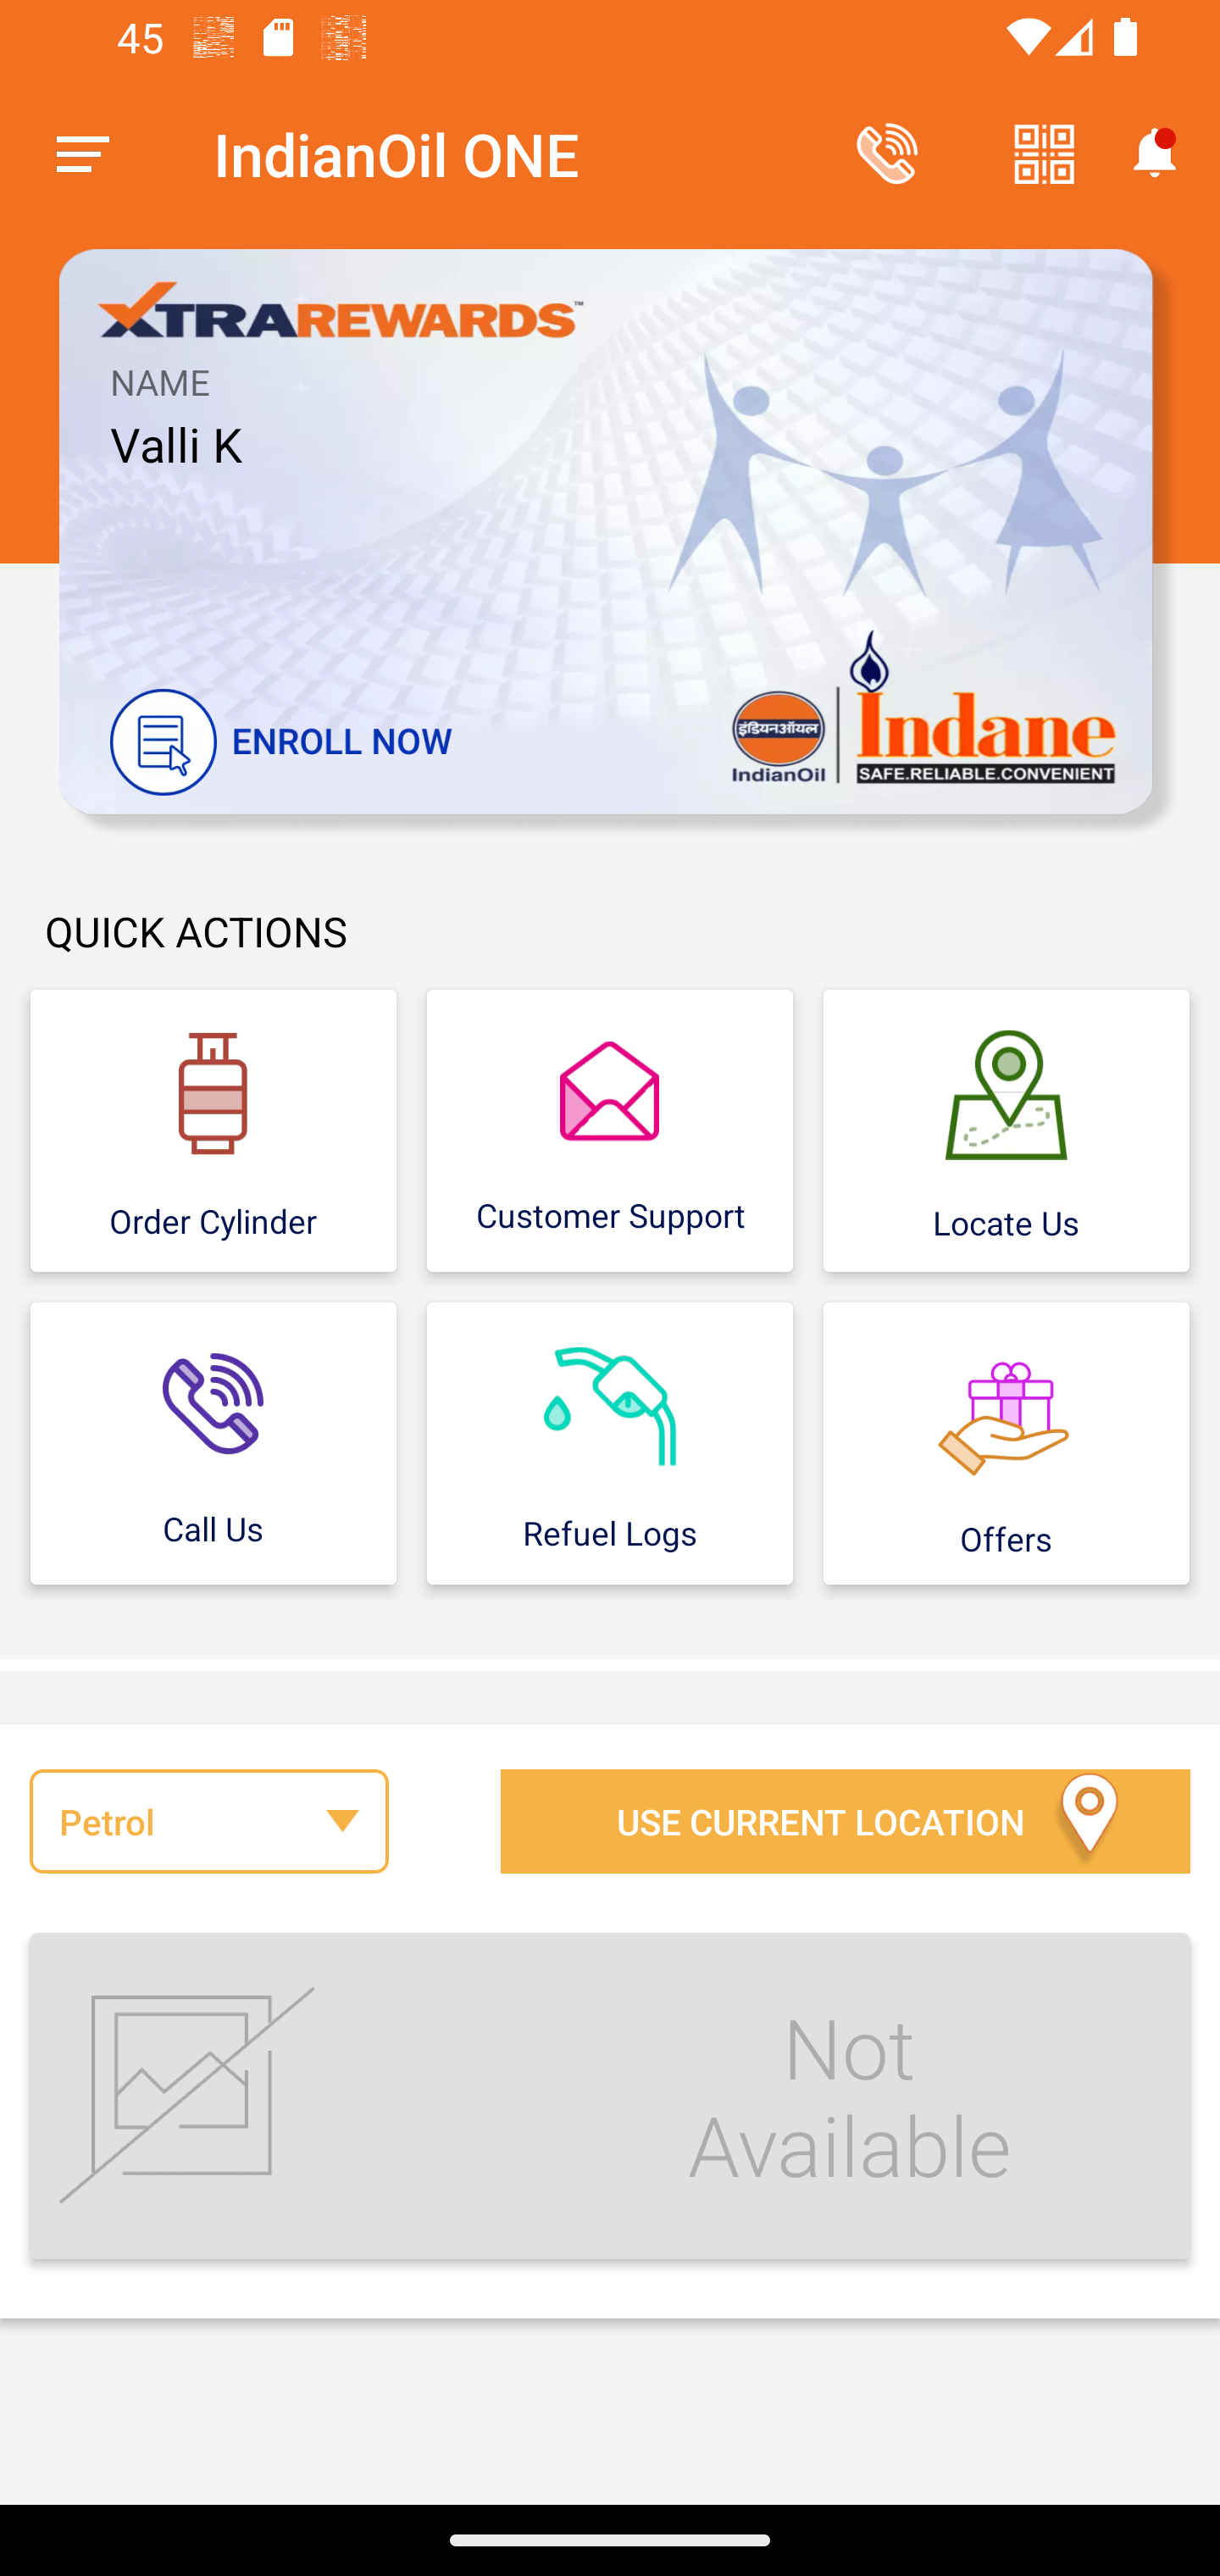 45
IndianOil ONE
XTRAREWARDS™
NAME
Valli K
ENROLL NOW
इंडियनऑयल
IndianOil
Indane
SAFE.RELIABLE.CONVENIENT
QUICK ACTIONS
Order Cylinder
Customer Support
Locate Us
Call Us
Refuel Logs
Offers
Petrol
USE CURRENT LOCATION
Not
Available